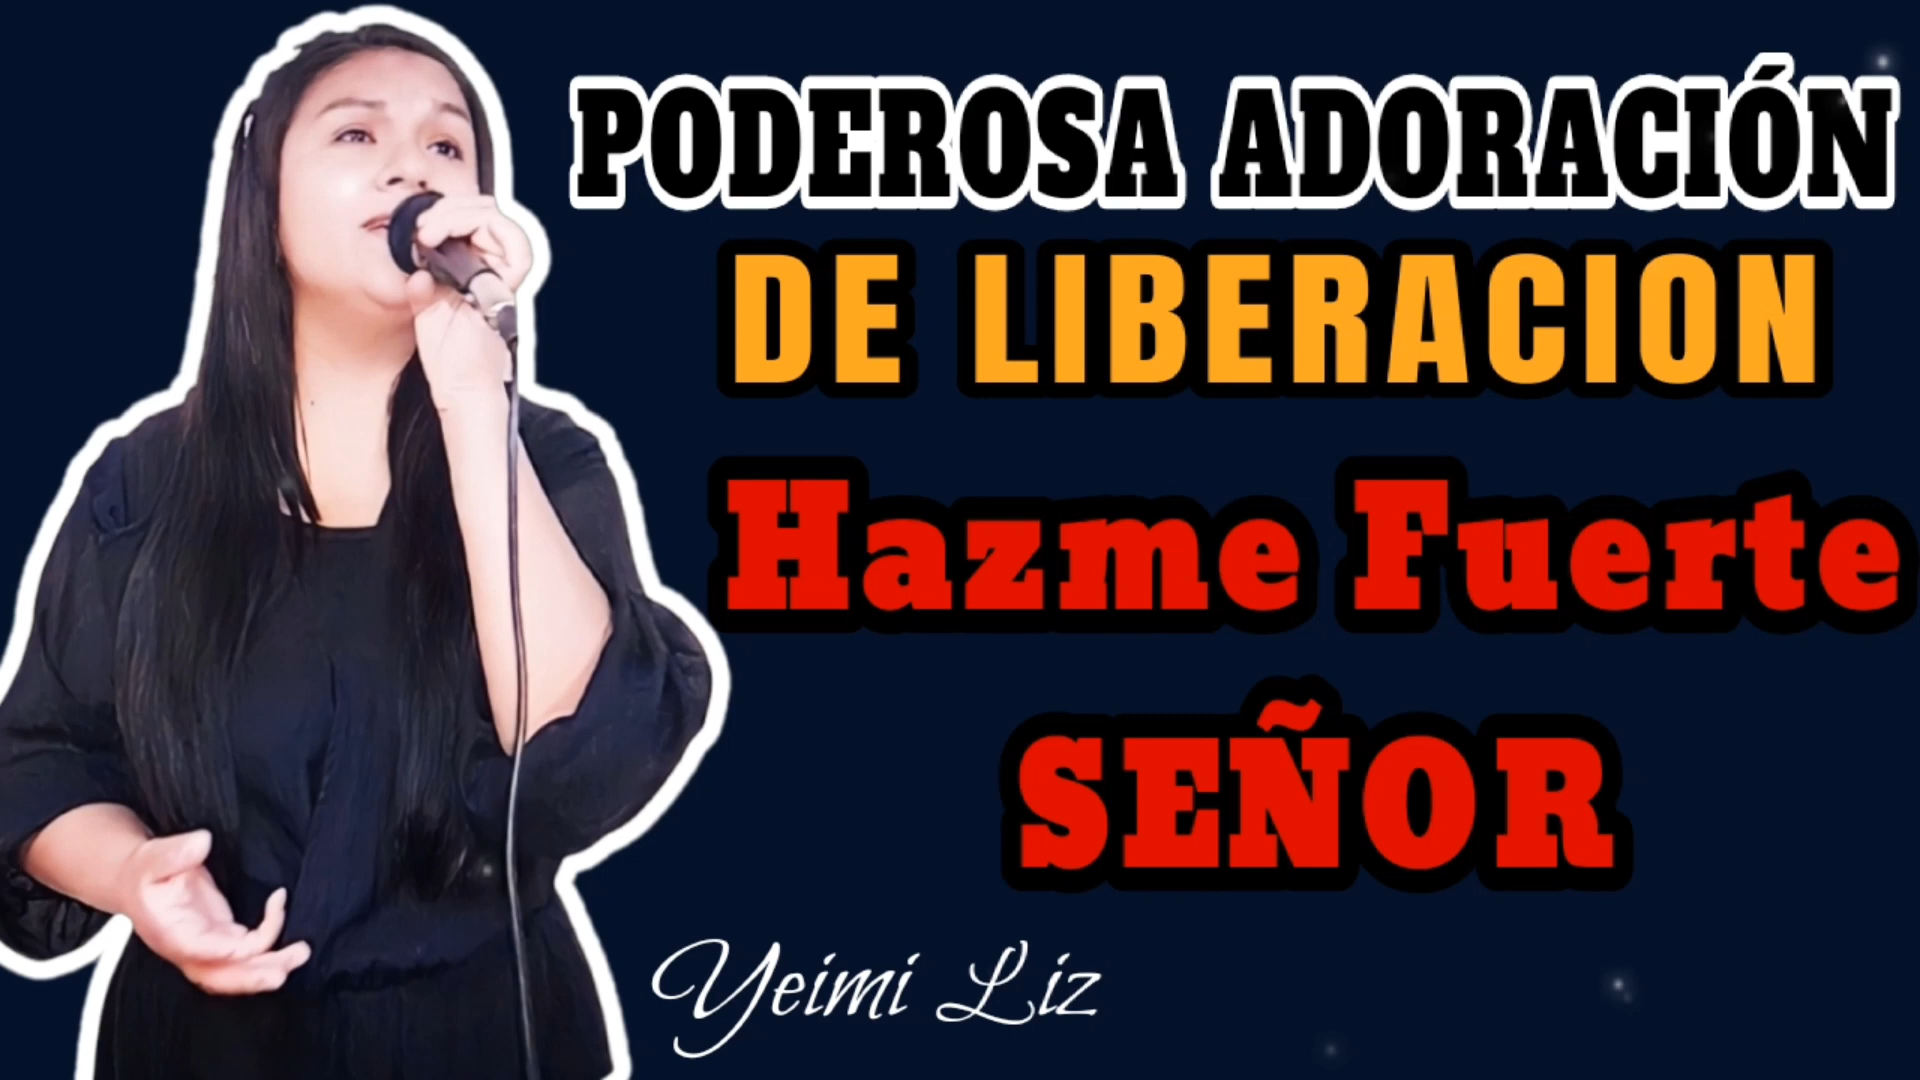 PODEROSA ADORACIÓN
DE LIBERACION
Hazme Fuerte
SEÑOR
Yeimi Liz